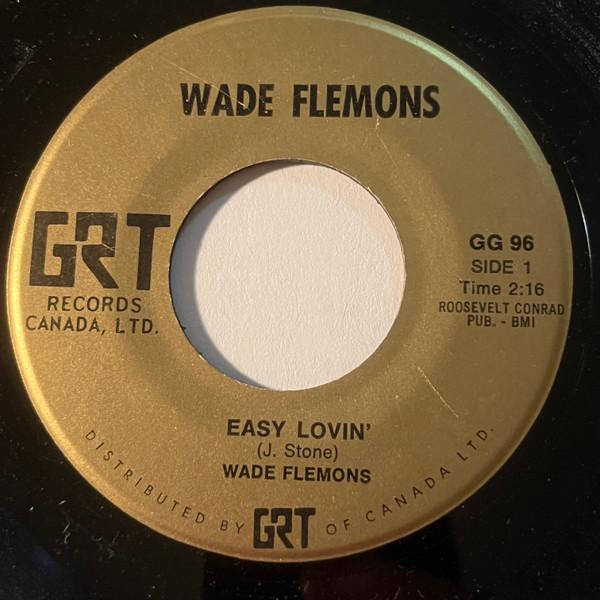 WADE FLEMONS
GRT
RECORDS
CANADA, LTD.
GG 96
SIDE 1
Time 2:16
ROOSEVELT CONRAD
PUB. - BMI
EASY LOVIN'
(J. Stone)
WADE FLEMONS
DISTRIBUTED BY GRT OF CANADA LTD.